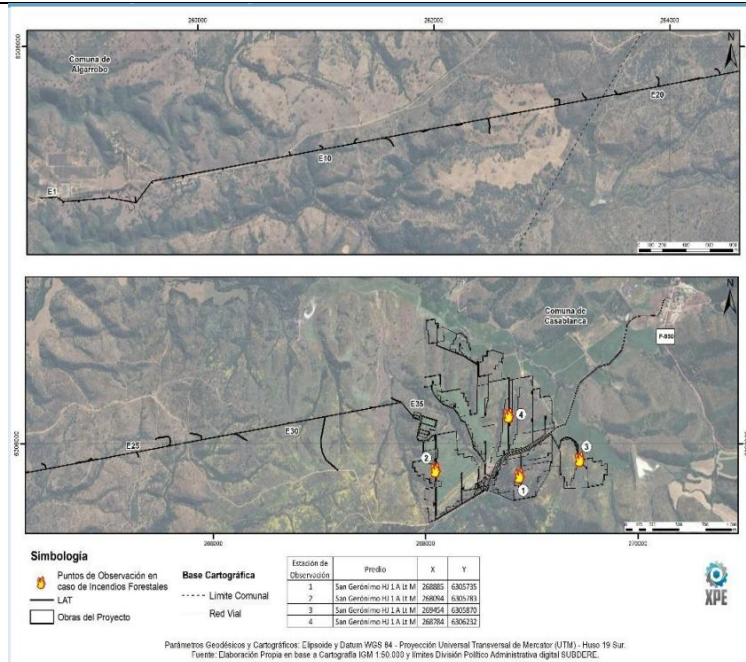 260000
262000
264000
Comuna de
Algarrobo
N
E1
E10
E20
N
Comuna de
Casablanca
E25
E30
E35
1
2
3
4
266000
268000
270000
Simbología
Puntos de Observación en
caso de Incendios Forestales
LAT
Obras del Proyecto
Base Cartográfica
Límite Comunal
Red Vial
Estación de Observación Predio X Y
1 San Gerónimo HJ 1 A Lt M 268885 6305735
2 San Gerónimo HJ 1 A Lt M 268094 6305783
3 San Gerónimo HJ 1 A Lt M 269454 6305870
4 San Gerónimo HJ 1 A Lt M 268784 6306232
XPE
Parámetros Geodésicos y Cartográficos: Elipsoide y Datum WGS 84 - Proyección Universal Transversal de Mercator (UTM) - Huso 19 Sur.
Fuente: Elaboración Propia en base a Cartografía IGM 1:50.000 y límites División Político Administrativa digital SUBDERE.